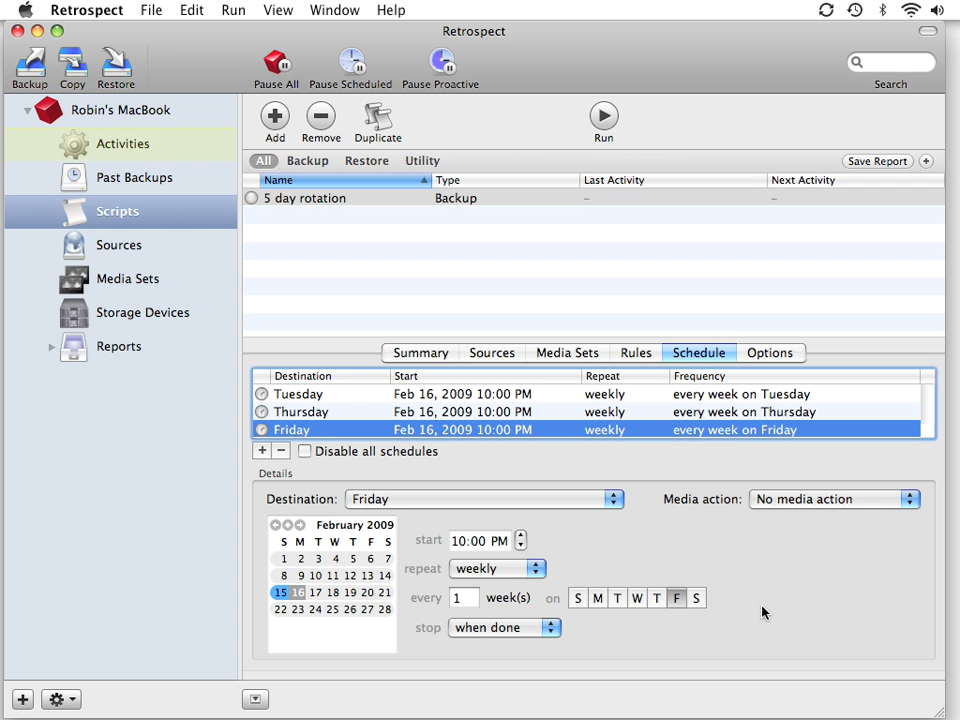 Retrospect File Edit Run View Window Help
Retrospect
Backup Copy Restore Pause All Pause Scheduled Pause Proactive Search
Robin's MacBook
Activities
Past Backups
Scripts
Sources
Media Sets
Storage Devices
Reports
Add Remove Duplicate Run
All Backup Restore Utility Save Report +
Name Type Last Activity Next Activity
5 day rotation Backup – –
Summary Sources Media Sets Rules Schedule Options
Destination Start Repeat Frequency
Tuesday Feb 16, 2009 10:00 PM weekly every week on Tuesday
Thursday Feb 16, 2009 10:00 PM weekly every week on Thursday
Friday Feb 16, 2009 10:00 PM weekly every week on Friday
+ − Disable all schedules
Details
Destination: Friday Media action: No media action
February 2009
S M T W T F S
1 2 3 4 5 6 7
8 9 10 11 12 13 14
15 16 17 18 19 20 21
22 23 24 25 26 27 28
start 10:00 PM
repeat weekly
every 1 week(s) on S M T W T F S
stop when done